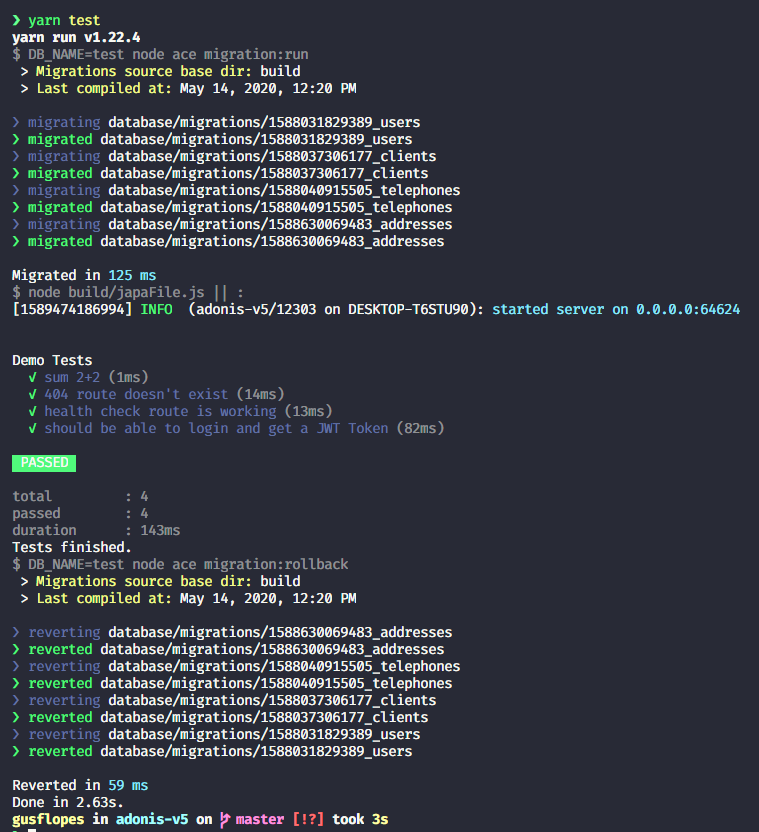 ❯ yarn test
yarn run v1.22.4
$ DB_NAME=test node ace migration:run
> Migrations source base dir: build
> Last compiled at: May 14, 2020, 12:20 PM
❯ migrating database/migrations/1588031829389_users
❯ migrated database/migrations/1588031829389_users
❯ migrating database/migrations/1588037306177_clients
❯ migrated database/migrations/1588037306177_clients
❯ migrating database/migrations/1588040915505_telephones
❯ migrated database/migrations/1588040915505_telephones
❯ migrating database/migrations/1588630069483_addresses
❯ migrated database/migrations/1588630069483_addresses
Migrated in 125 ms
$ node build/japaFile.js || :
[1589474186994] INFO  (adonis-v5/12303 on DESKTOP-T6STU90): started server on 0.0.0.0:64624
Demo Tests
✓ sum 2+2 (1ms)
✓ 404 route doesn't exist (14ms)
✓ health check route is working (13ms)
✓ should be able to login and get a JWT Token (82ms)
PASSED
total         : 4
passed        : 4
duration      : 143ms
Tests finished.
$ DB_NAME=test node ace migration:rollback
> Migrations source base dir: build
> Last compiled at: May 14, 2020, 12:20 PM
❯ reverting database/migrations/1588630069483_addresses
❯ reverted database/migrations/1588630069483_addresses
❯ reverting database/migrations/1588040915505_telephones
❯ reverted database/migrations/1588040915505_telephones
❯ reverting database/migrations/1588037306177_clients
❯ reverted database/migrations/1588037306177_clients
❯ reverting database/migrations/1588031829389_users
❯ reverted database/migrations/1588031829389_users
Reverted in 59 ms
Done in 2.63s.
gusflopes in adonis-v5 on master [!?] took 3s